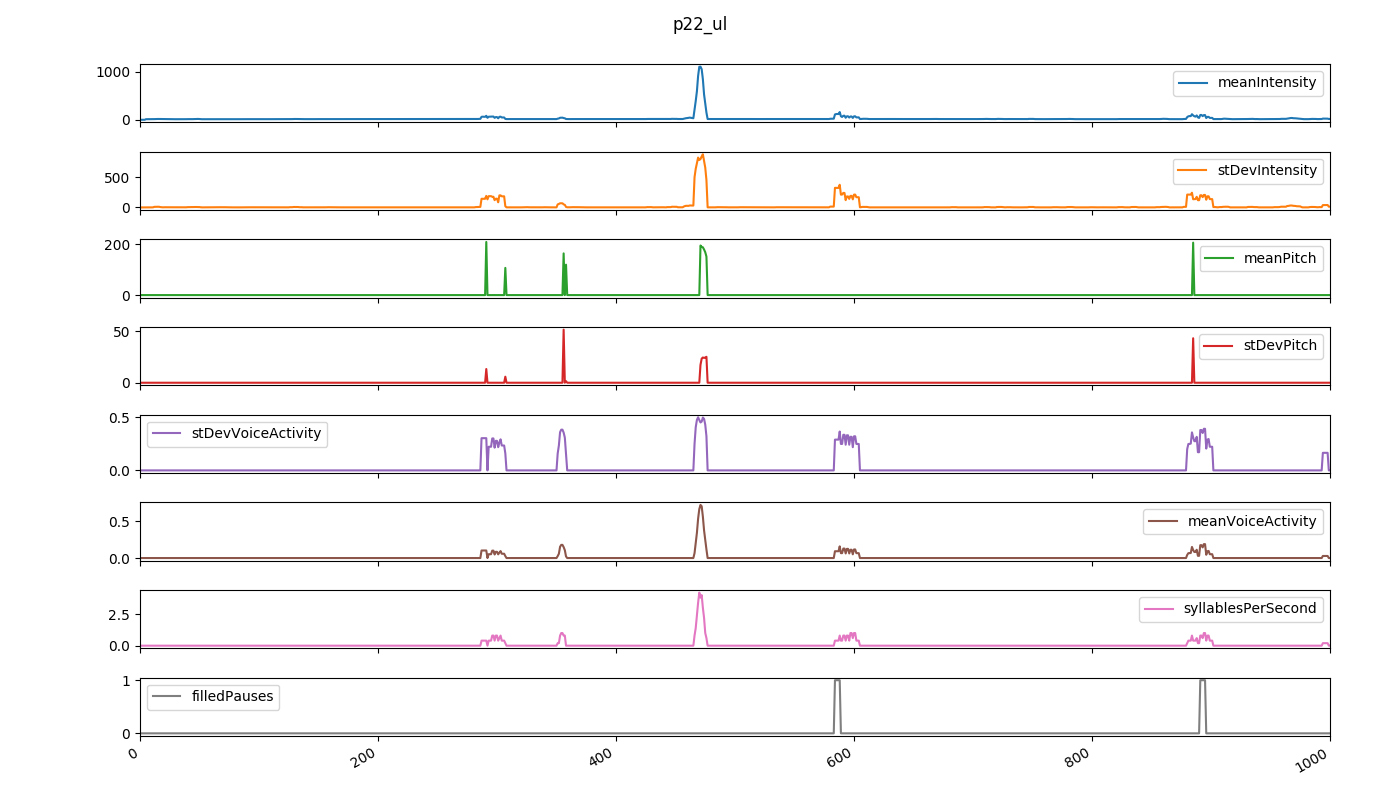 p22_ul
1000
0
meanIntensity
500
0
stDevIntensity
200
0
meanPitch
50
0
stDevPitch
0.5
0.0
stDevVoiceActivity
0.5
0.0
meanVoiceActivity
2.5
0.0
syllablesPerSecond
1
0
filledPauses
0 200 400 600 800 1000